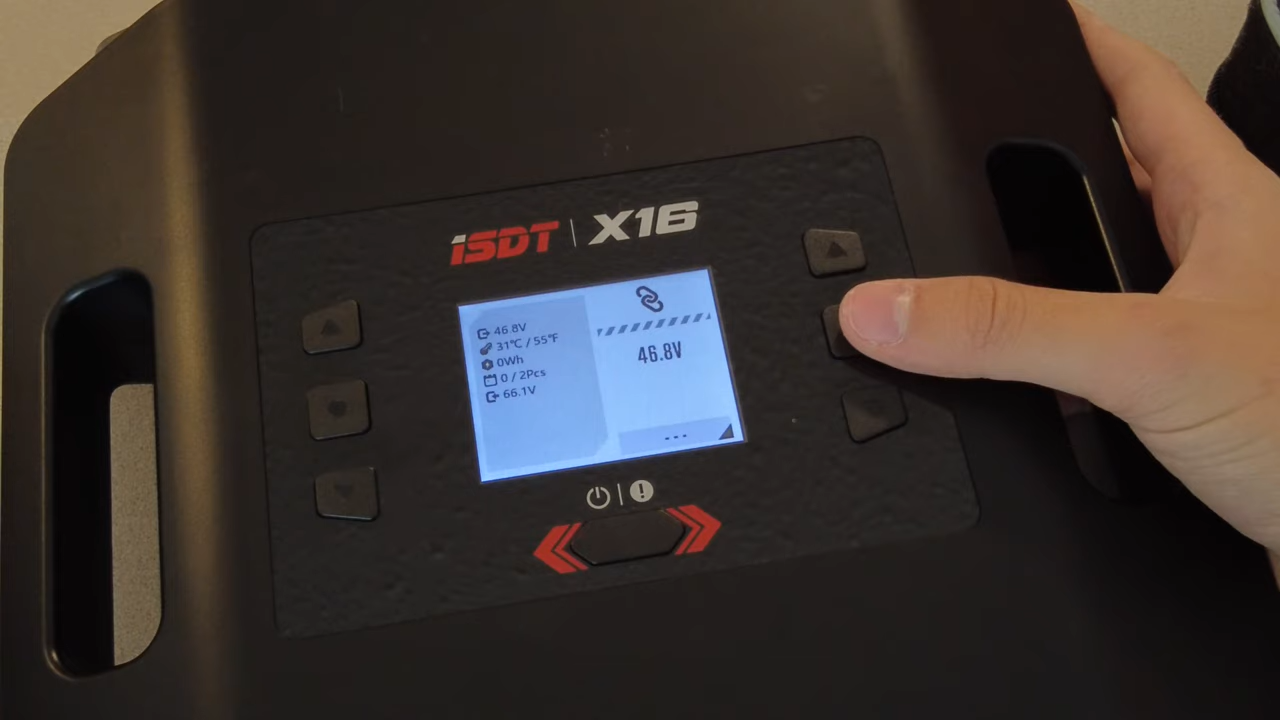 iSDT | X16
46.8V
31°C / 55°F
0Wh
0 / 2Pcs
66.1V
46.8V
...